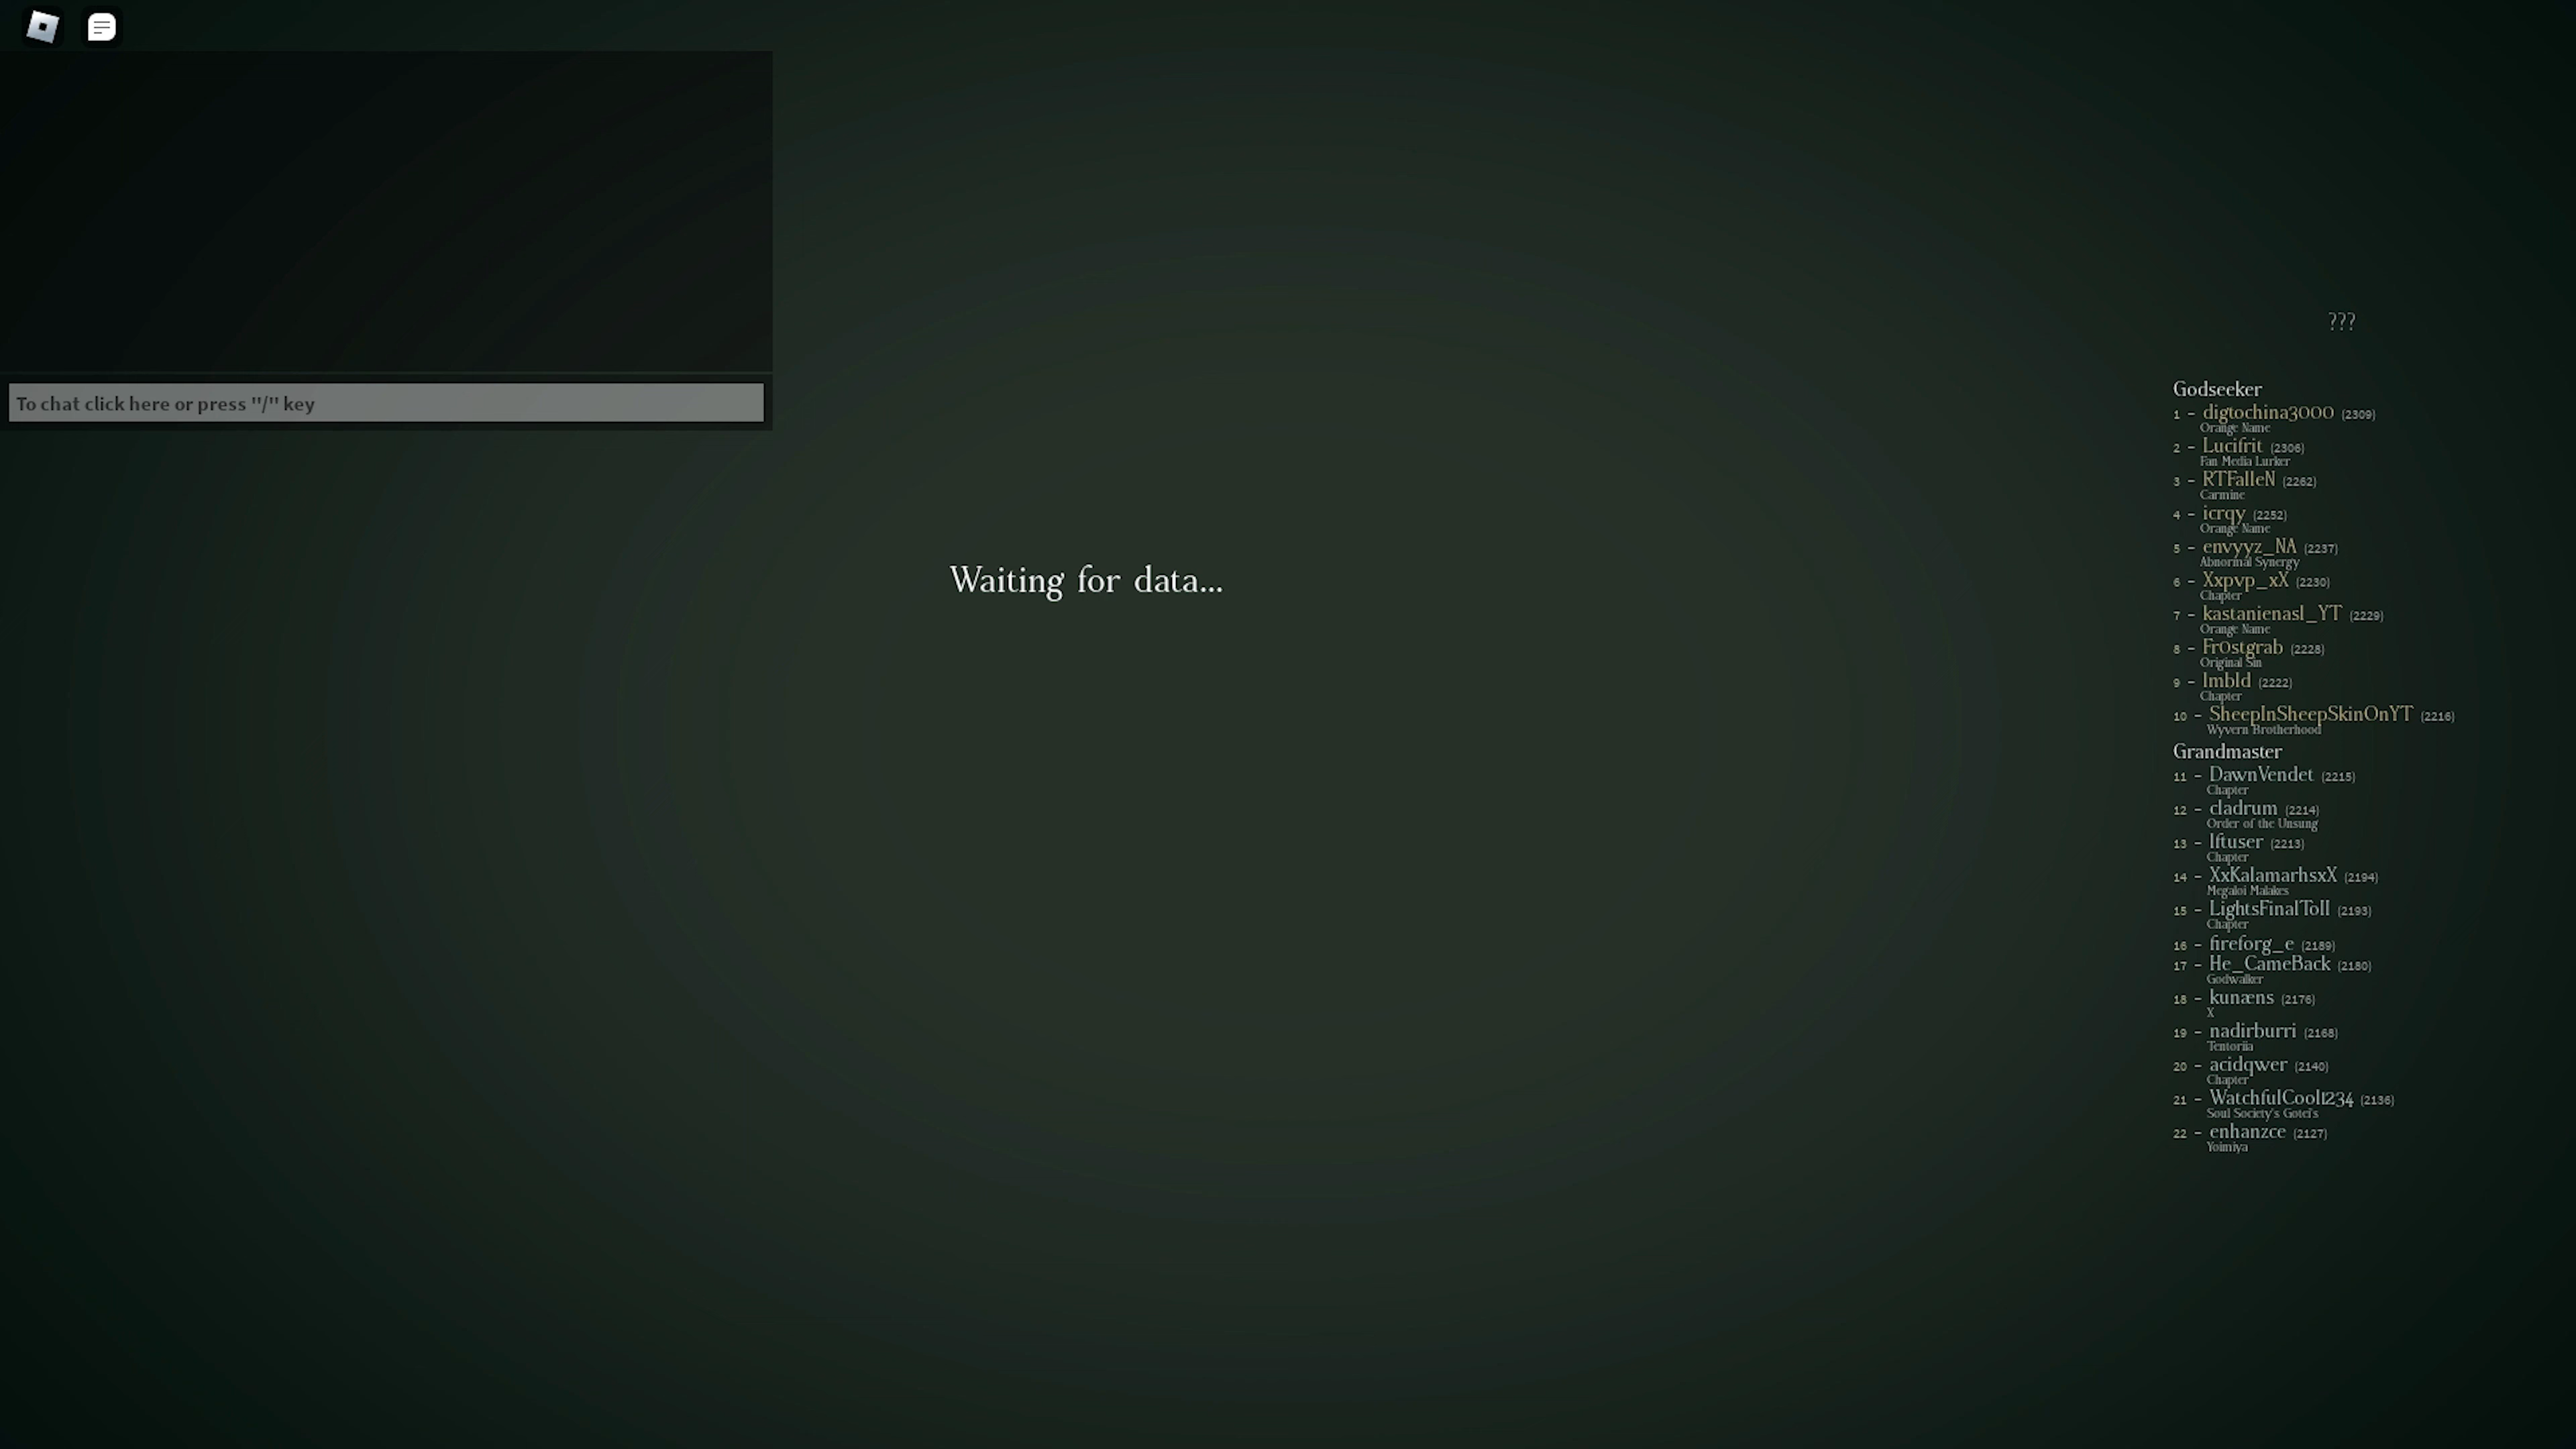 To chat click here or press "/" key
Waiting for data...
???
Godseeker
1 - digtochina3000 (2309)
Orange Name
2 - Lucifrit (2306)
Fan Media Lurker
3 - RTFalleN (2262)
Carmine
4 - icrqy (2252)
Orange Name
5 - envyyz_NA (2237)
Abnormal Synergy
6 - Xxpvp_xX (2230)
Chapter
7 - kastanienasl_YT (2229)
Orange Name
8 - Fr0stgrab (2228)
Original Sin
9 - lmbld (2222)
Chapter
10 - SheepInSheepSkinOnYT (2216)
Wyvern Brotherhood
Grandmaster
11 - DawnVendet (2215)
Chapter
12 - cladrum (2214)
Order of the Unsung
13 - lftuser (2213)
Chapter
14 - XxKalamarhsxX (2194)
Megaloi Malakes
15 - LightsFinalToll (2193)
Chapter
16 - fireforg_e (2189)
17 - He_CameBack (2180)
Godwalker
18 - kunæns (2176)
X
19 - nadirburri (2168)
Tentoriia
20 - acidqwer (2140)
Chapter
21 - WatchfulCool1234 (2136)
Soul Society's Gotei's
22 - enhanzce (2127)
Yoimiya